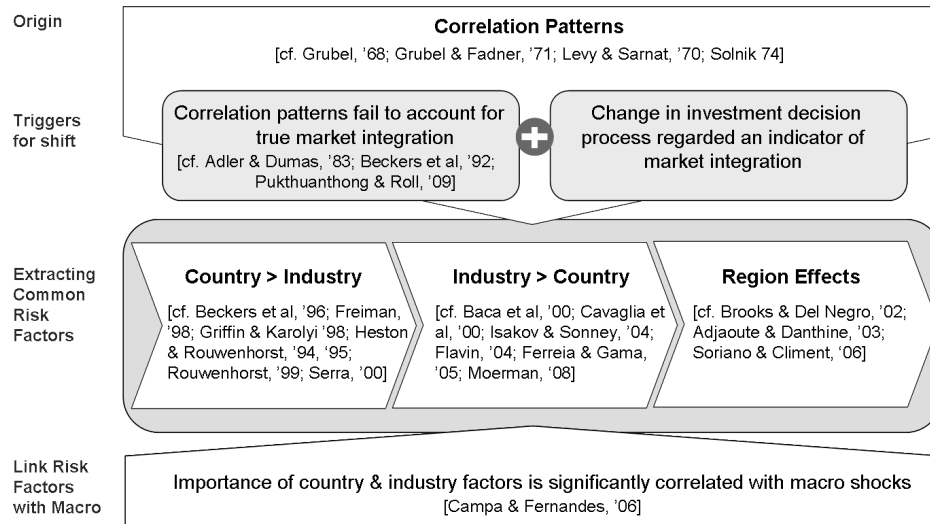 Origin
Correlation Patterns
[cf. Grubel, '68; Grubel & Fadner, '71; Levy & Sarnat, '70; Solnik 74]
Triggers
for shift
Correlation patterns fail to account for
true market integration
[cf. Adler & Dumas, '83; Beckers et al, '92;
Pukthuanthong & Roll, '09]
Change in investment decision
process regarded an indicator of
market integration
Extracting
Common
Risk
Factors
Country > Industry
[cf. Beckers et al, '96; Freiman,
'98; Griffin & Karolyi '98; Heston
& Rouwenhorst, '94, '95;
Rouwenhorst, '99; Serra, '00]
Industry > Country
[cf. Baca et al, '00; Cavaglia et
al, '00; Isakov & Sonney, '04;
Flavin, '04; Ferreia & Gama,
'05; Moerman, '08]
Region Effects
[cf. Brooks & Del Negro, '02;
Adjaoute & Danthine, '03;
Soriano & Climent, '06]
Link Risk
Factors
with Macro
Importance of country & industry factors is significantly correlated with macro shocks
[Campa & Fernandes, '06]